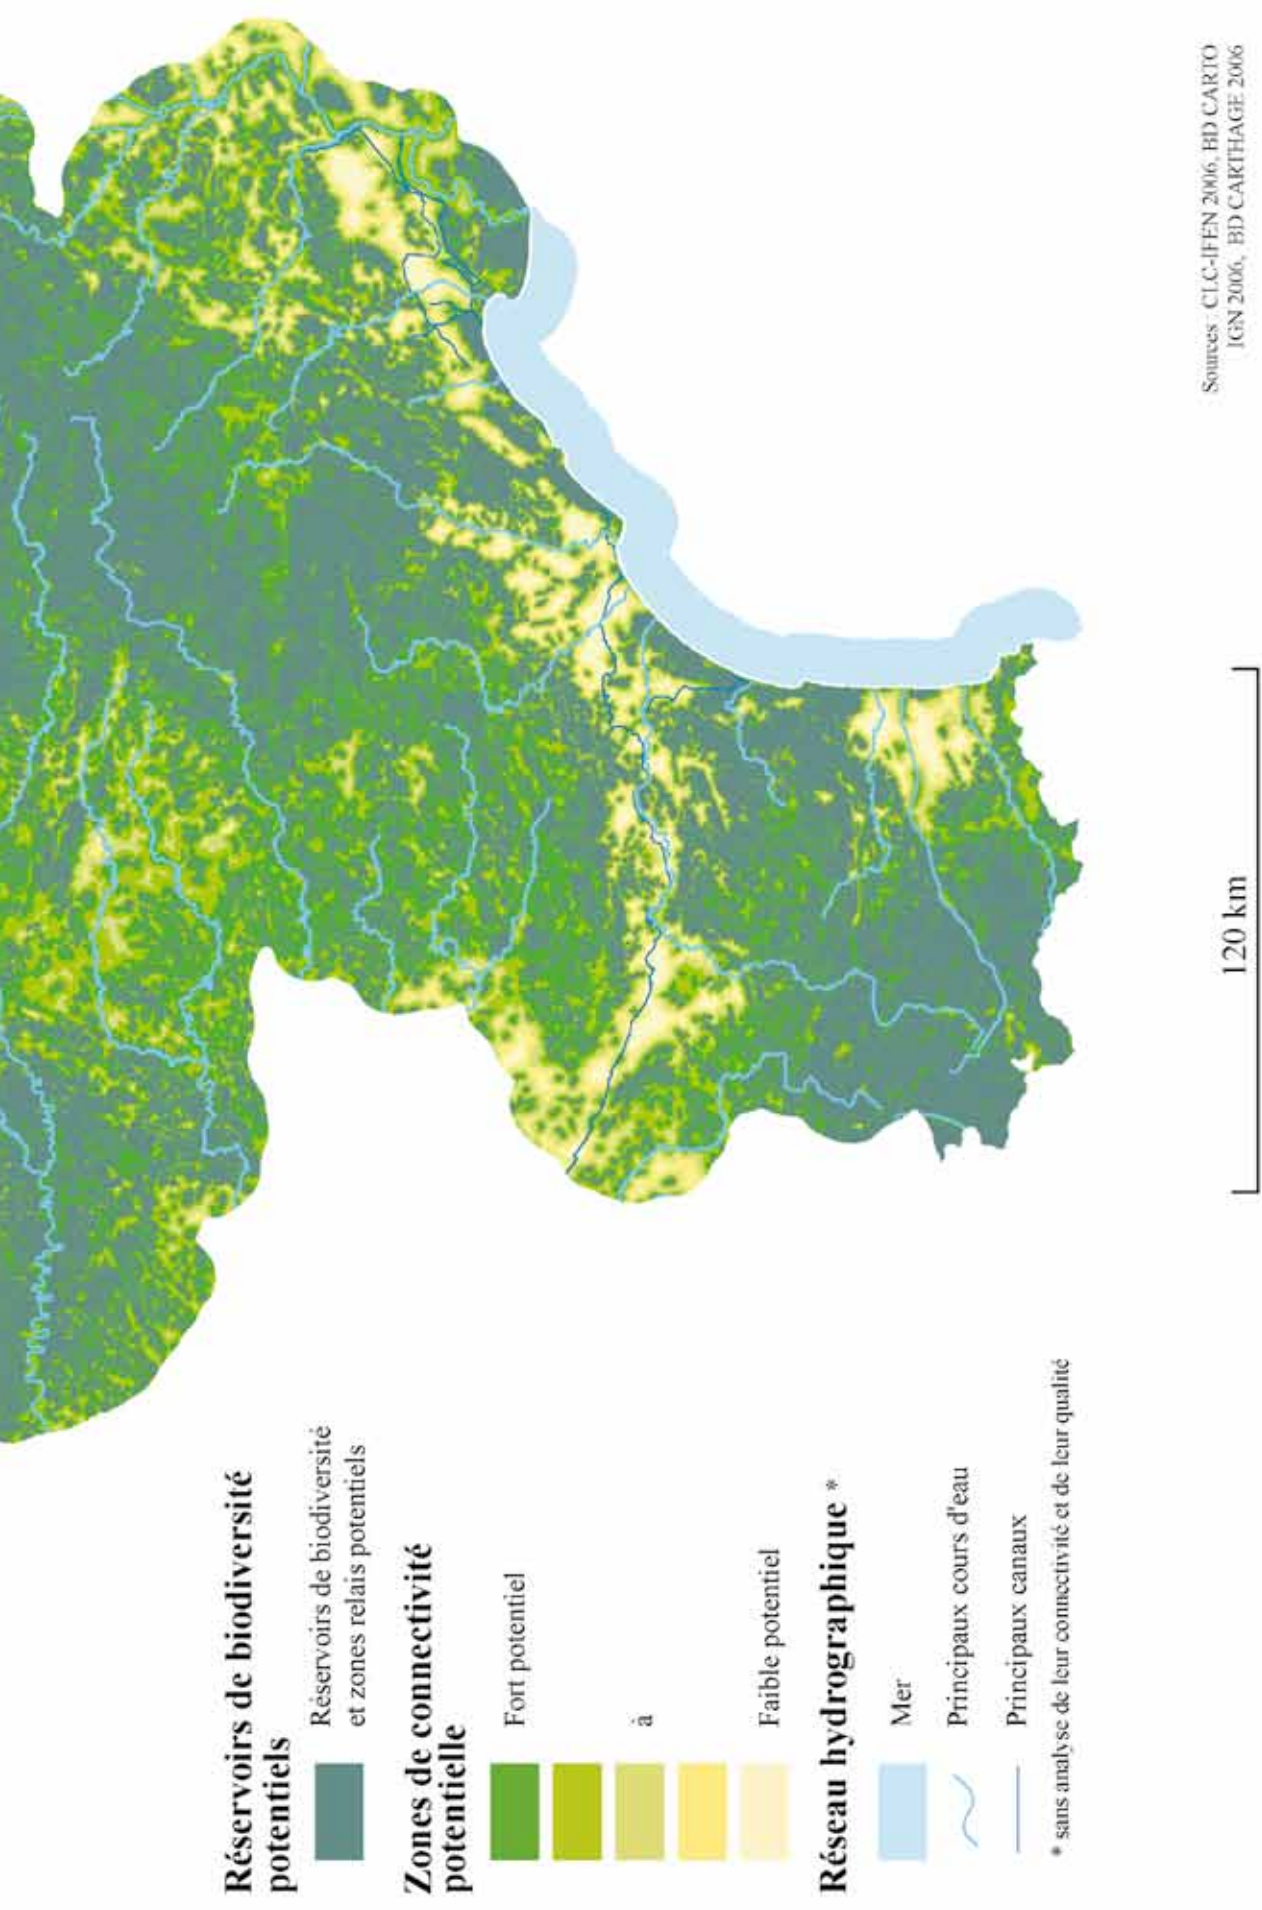 Réservoirs de biodiversité
potentiels
Réservoirs de biodiversité
et zones relais potentiels
Zones de connectivité
potentielle
Fort potentiel
à
Faible potentiel
Réseau hydrographique *
Mer
Principaux cours d'eau
Principaux canaux
* sans analyse de leur connectivité et de leur qualité
120 km
Sources : CLC-IFEN 2006, BD CARTO
IGN 2006, BD CARTHAGE 2006